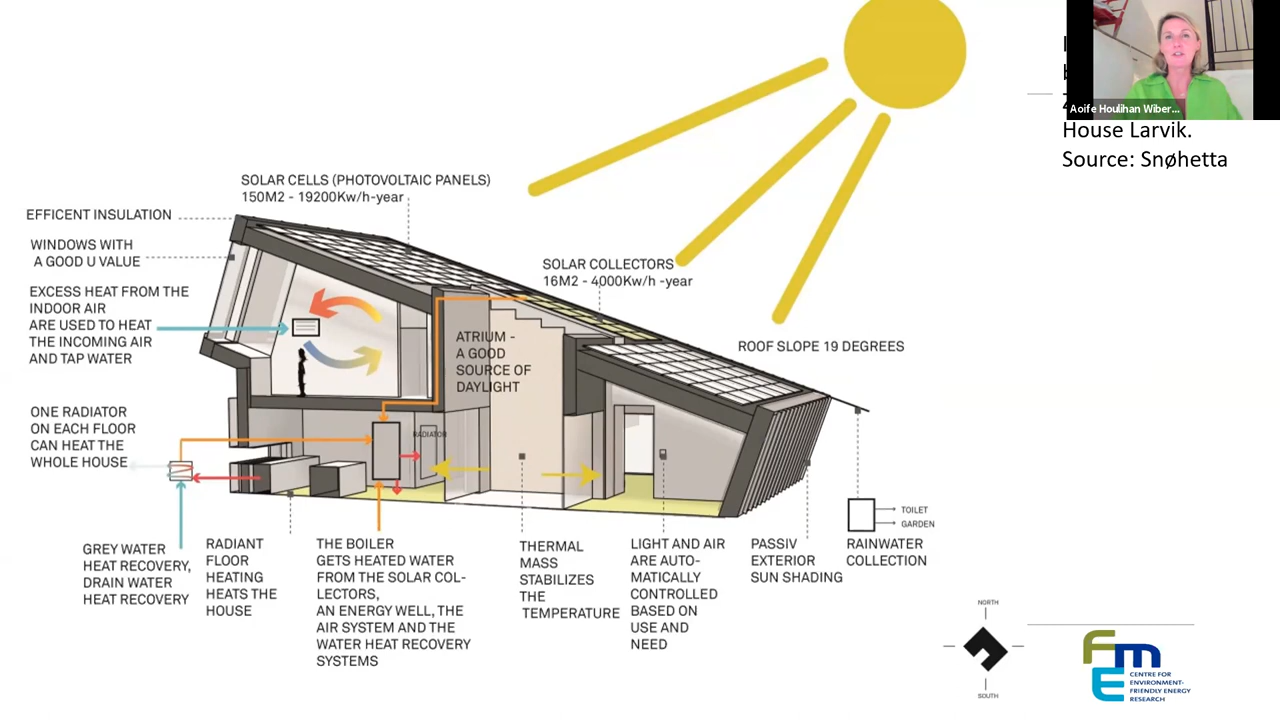 SOLAR CELLS (PHOTOVOLTAIC PANELS)
150M2 - 19200Kw/h-year
EFFICENT INSULATION
WINDOWS WITH
A GOOD U VALUE
EXCESS HEAT FROM THE
INDOOR AIR
ARE USED TO HEAT
THE INCOMING AIR
AND TAP WATER
ONE RADIATOR
ON EACH FLOOR
CAN HEAT THE
WHOLE HOUSE
SOLAR COLLECTORS
16M2 - 4000Kw/h -year
ATRIUM -
A GOOD
SOURCE OF
DAYLIGHT
RADIATOR
ROOF SLOPE 19 DEGREES
GREY WATER
HEAT RECOVERY,
DRAIN WATER
HEAT RECOVERY
RADIANT
FLOOR
HEATING
HEATS THE
HOUSE
THE BOILER
GETS HEATED WATER
FROM THE SOLAR COL-
LECTORS,
AN ENERGY WELL, THE
AIR SYSTEM AND THE
WATER HEAT RECOVERY
SYSTEMS
THERMAL
MASS
STABILIZES
THE
TEMPERATURE
LIGHT AND AIR
ARE AUTO-
MATICALLY
CONTROLLED
BASED ON
USE AND
NEED
PASSIV
EXTERIOR
SUN SHADING
TOILET
GARDEN
RAINWATER
COLLECTION
Aoife Houlihan Wiber...
House Larvik.
Source: Snøhetta
NORTH
SOUTH
FmE
CENTRE FOR
ENVIRONMENT-
FRIENDLY ENERGY
RESEARCH